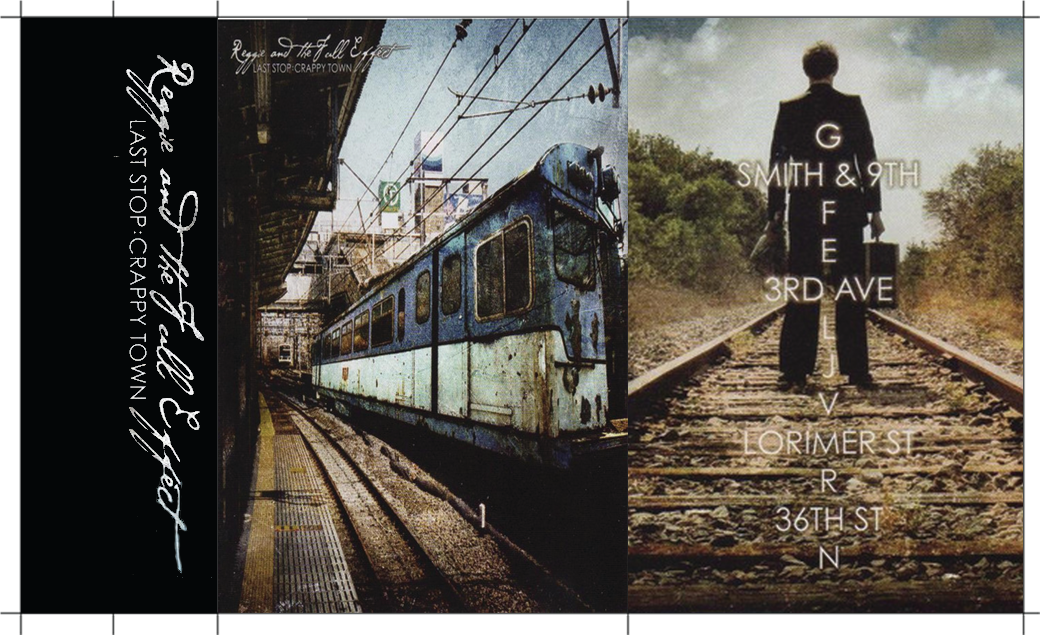 Reggie and the Full Effect
LAST STOP: CRAPPY TOWN
Reggie and the Full Effect
LAST STOP: CRAPPY TOWN
G
G
SMITH & 9TH
F
E
3RD AVE
L
J
V
LORIMER ST
R
36TH ST
N